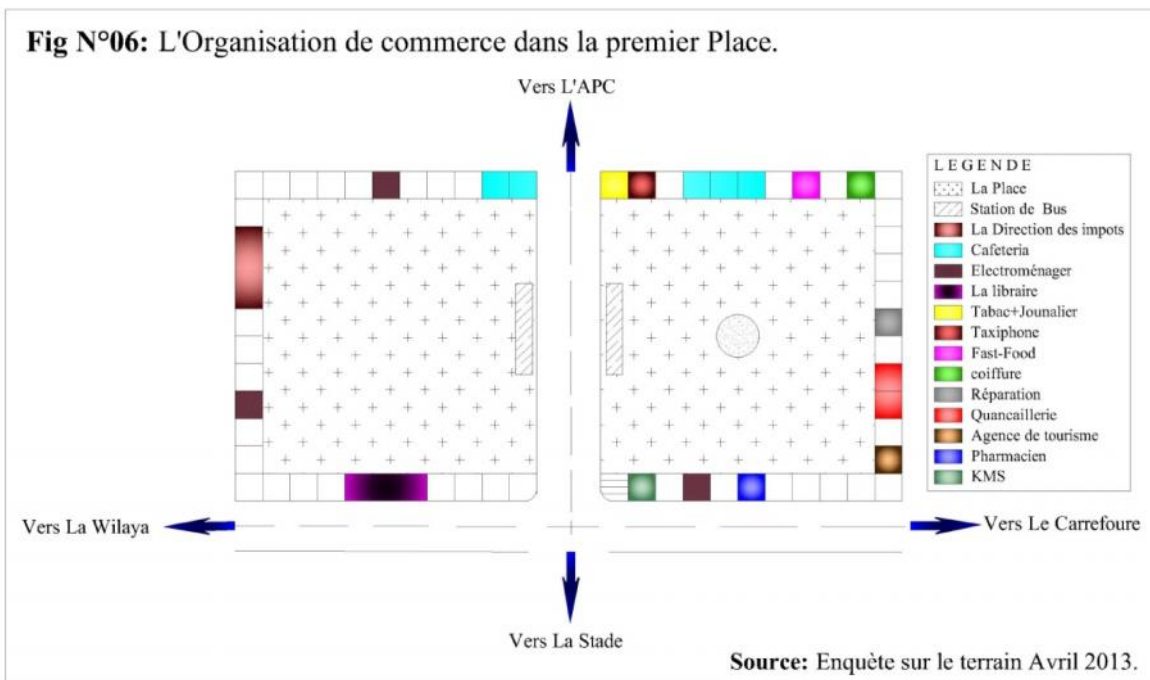 Fig N°06: L'Organisation de commerce dans la premier Place.
Vers L'APC
LEGENDE
La Place
Station de Bus
La Direction des impots
Cafeteria
Electroménager
La libraire
Tabac+Jounalier
Taxiphone
Fast-Food
coiffure
Réparation
Quancaillerie
Agence de tourisme
Pharmacien
KMS
Vers La Wilaya
Vers Le Carrefoure
Vers La Stade
Source: Enquète sur le terrain Avril 2013.